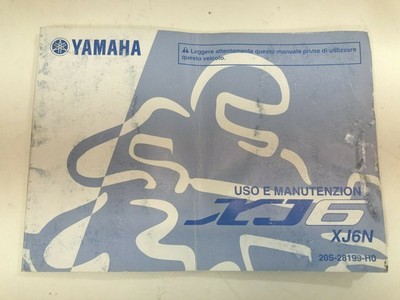 YAMAHA
Leggere attentamente questo manuale prima di utilizzare
questo veicolo.
USO E MANUTENZION
XJ6
XJ6N
20S-28199-H0